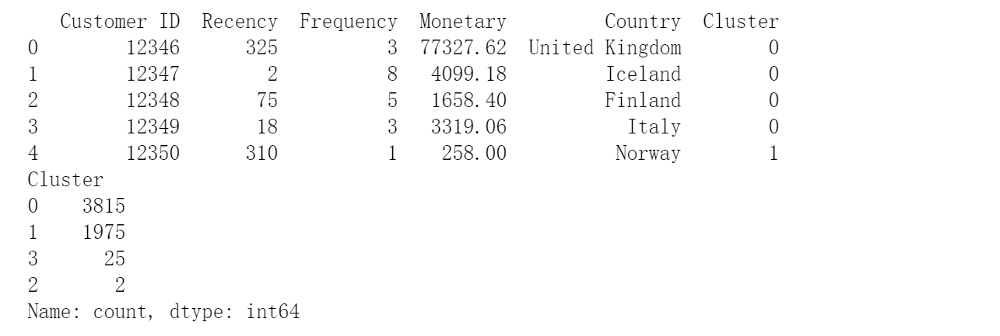 Customer ID Recency Frequency Monetary Country Cluster
0 12346 325 3 77327.62 United Kingdom 0
1 12347 2 8 4099.18 Iceland 0
2 12348 75 5 1658.40 Finland 0
3 12349 18 3 3319.06 Italy 0
4 12350 310 1 258.00 Norway 1
Cluster
0 3815
1 1975
3 25
2 2
Name: count, dtype: int64